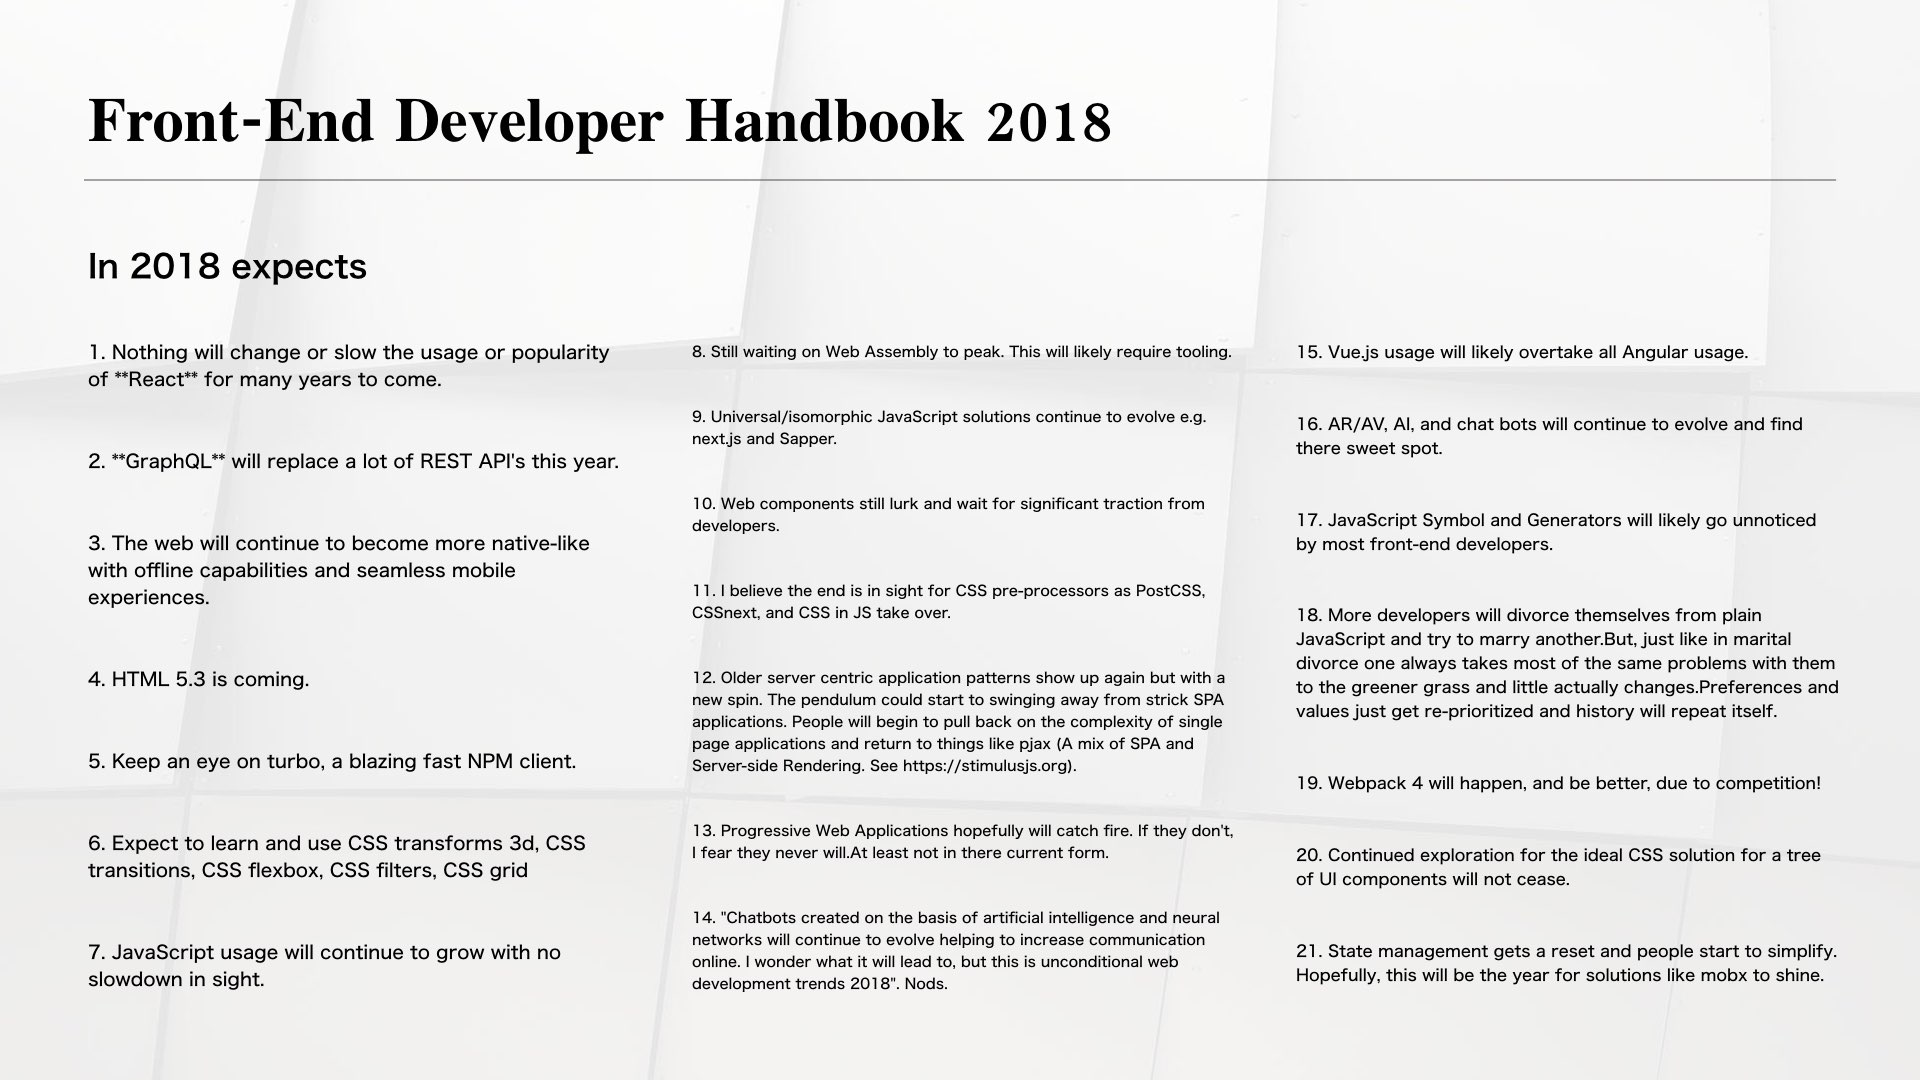 Front-End Developer Handbook 2018
In 2018 expects
1. Nothing will change or slow the usage or popularity
of **React** for many years to come.
2. **GraphQL** will replace a lot of REST API's this year.
3. The web will continue to become more native-like
with offline capabilities and seamless mobile
experiences.
4. HTML 5.3 is coming.
5. Keep an eye on turbo, a blazing fast NPM client.
6. Expect to learn and use CSS transforms 3d, CSS
transitions, CSS flexbox, CSS filters, CSS grid
7. JavaScript usage will continue to grow with no
slowdown in sight.
8. Still waiting on Web Assembly to peak. This will likely require tooling.
9. Universal/isomorphic JavaScript solutions continue to evolve e.g.
next.js and Sapper.
10. Web components still lurk and wait for significant traction from
developers.
11. I believe the end is in sight for CSS pre-processors as PostCSS,
CSSnext, and CSS in JS take over.
12. Older server centric application patterns show up again but with a
new spin. The pendulum could start to swinging away from strick SPA
applications. People will begin to pull back on the complexity of single
page applications and return to things like pjax (A mix of SPA and
Server-side Rendering. See https://stimulusjs.org).
13. Progressive Web Applications hopefully will catch fire. If they don't,
I fear they never will.At least not in there current form.
14. "Chatbots created on the basis of artificial intelligence and neural
networks will continue to evolve helping to increase communication
online. I wonder what it will lead to, but this is unconditional web
development trends 2018". Nods.
15. Vue.js usage will likely overtake all Angular usage.
16. AR/AV, AI, and chat bots will continue to evolve and find
there sweet spot.
17. JavaScript Symbol and Generators will likely go unnoticed
by most front-end developers.
18. More developers will divorce themselves from plain
JavaScript and try to marry another.But, just like in marital
divorce one always takes most of the same problems with them
to the greener grass and little actually changes.Preferences and
values just get re-prioritized and history will repeat itself.
19. Webpack 4 will happen, and be better, due to competition!
20. Continued exploration for the ideal CSS solution for a tree
of UI components will not cease.
21. State management gets a reset and people start to simplify.
Hopefully, this will be the year for solutions like mobx to shine.